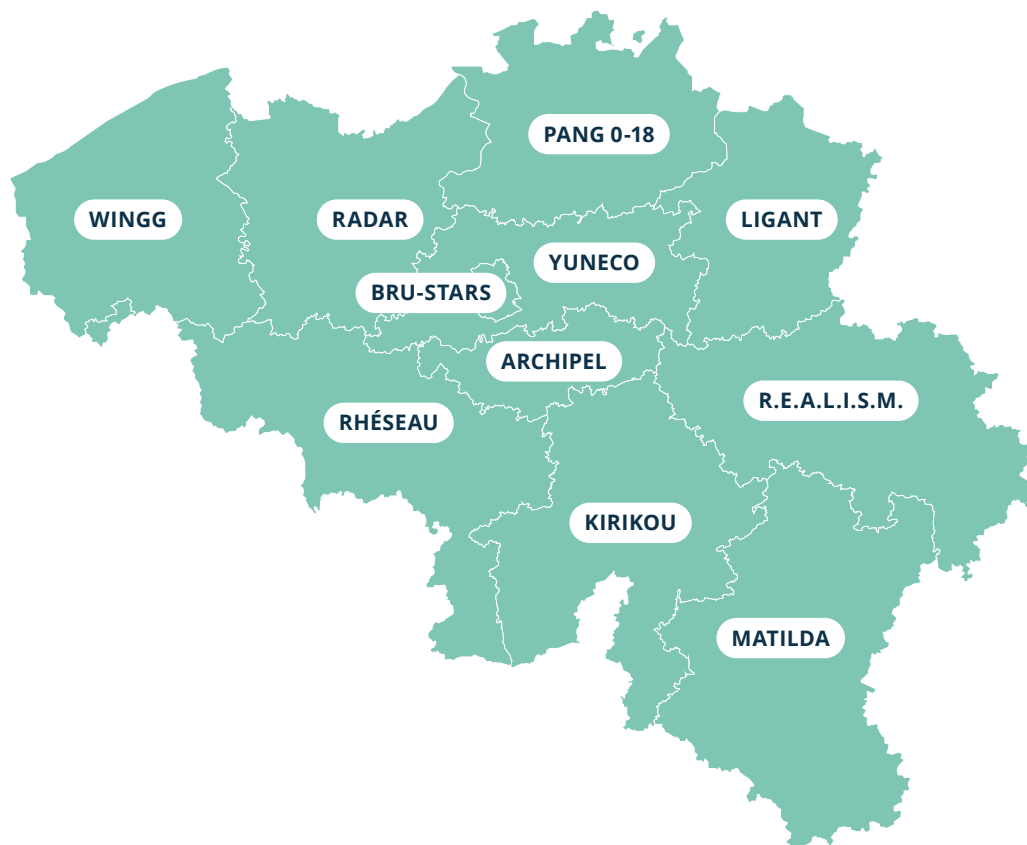 PANG 0-18
WINGG
RADAR
LIGANT
YUNECO
BRU-STARS
ARCHIPEL
R.E.A.L.I.S.M.
RHÉSEAU
KIRIKOU
MATILDA